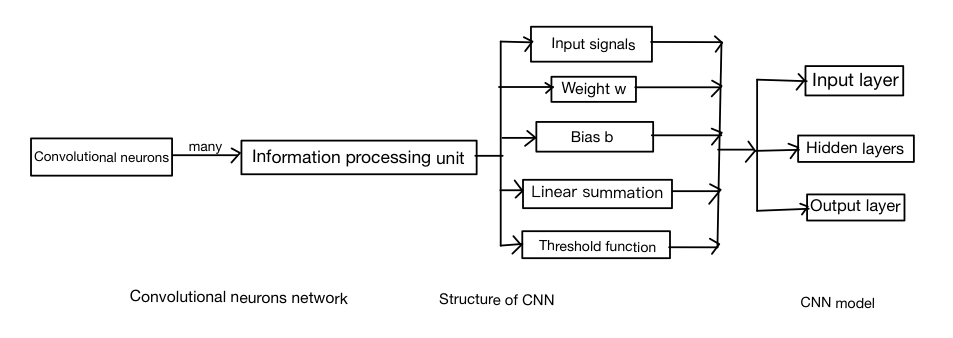 Convolutional neurons
many
Information processing unit
Input signals
Weight w
Bias b
Linear summation
Threshold function
Input layer
Hidden layers
Output layer
Convolutional neurons network
Structure of CNN
CNN model